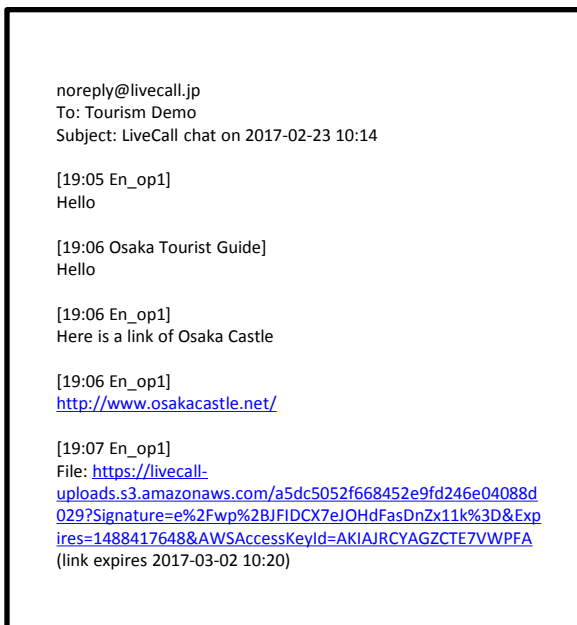 noreply@livecall.jp
To: Tourism Demo
Subject: LiveCall chat on 2017-02-23 10:14
[19:05 En_op1]
Hello
[19:06 Osaka Tourist Guide]
Hello
[19:06 En_op1]
Here is a link of Osaka Castle
[19:06 En_op1]
http://www.osakacastle.net/
[19:07 En_op1]
File: https://livecall-
uploads.s3.amazonaws.com/a5dc5052f668452e9fd246e04088d
029?Signature=e%2Fwp%2BJFIDCX7eJOHdFasDnZx11k%3D&Exp
ires=1488417648&AWSAccessKeyId=AKIAJRCYAGZCTE7VWPFA
(link expires 2017-03-02 10:20)